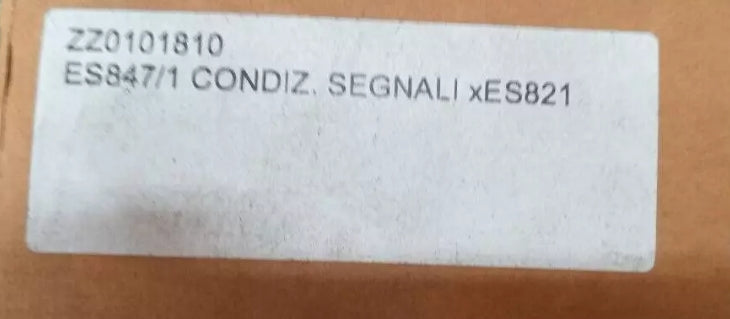 ZZ0101810
ES847/1 CONDIZ. SEGNALI xES821